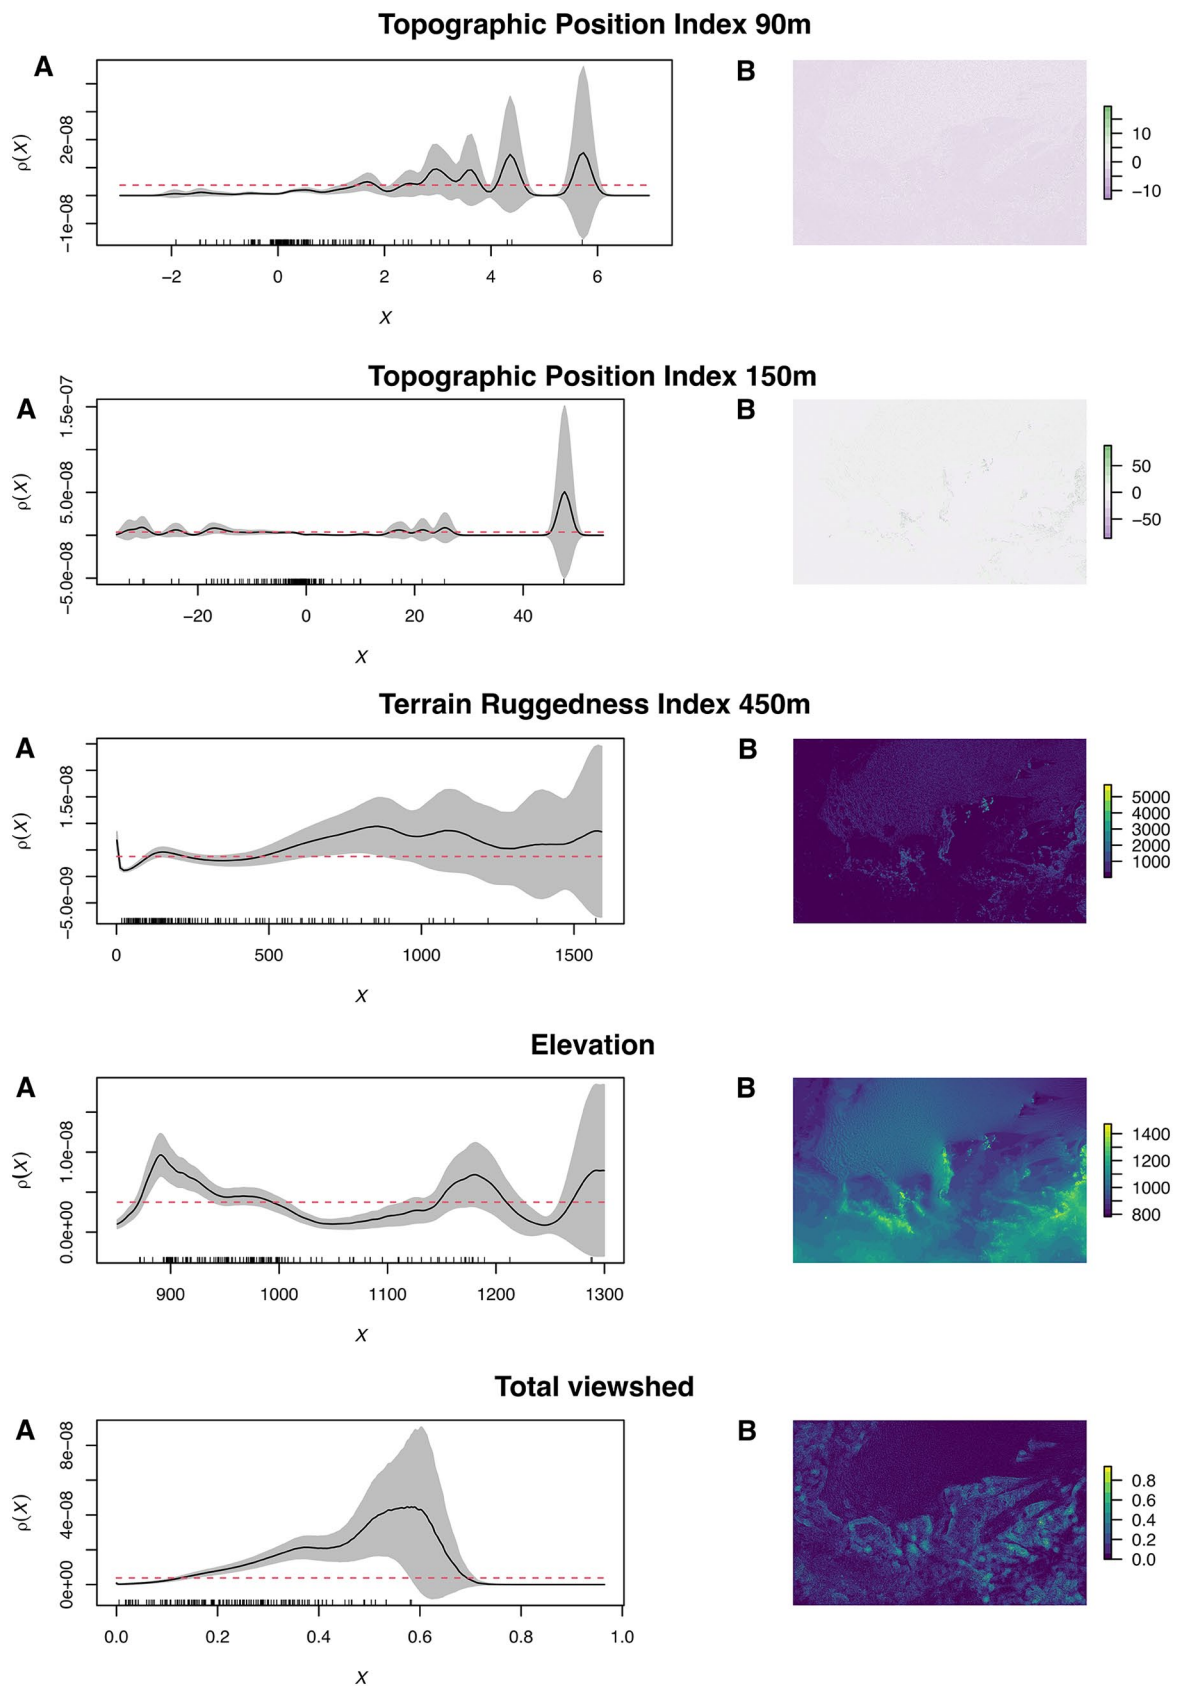 Topographic Position Index 90m
A
B
ρ(X)
2e−08
−1e−08
−2 0 2 4 6
X
10
0
−10
Topographic Position Index 150m
A
B
ρ(X)
1.5e−07
5.0e−08
−5.0e−08
−20 0 20 40
X
50
0
−50
Terrain Ruggedness Index 450m
A
B
ρ(X)
1.5e−08
−5.0e−09
0 500 1000 1500
X
5000
4000
3000
2000
1000
Elevation
A
B
ρ(X)
1.0e−08
0.0e+00
900 1000 1100 1200 1300
X
1400
1200
1000
800
Total viewshed
A
B
ρ(X)
8e−08
4e−08
0e+00
0.0 0.2 0.4 0.6 0.8 1.0
X
0.8
0.6
0.4
0.2
0.0